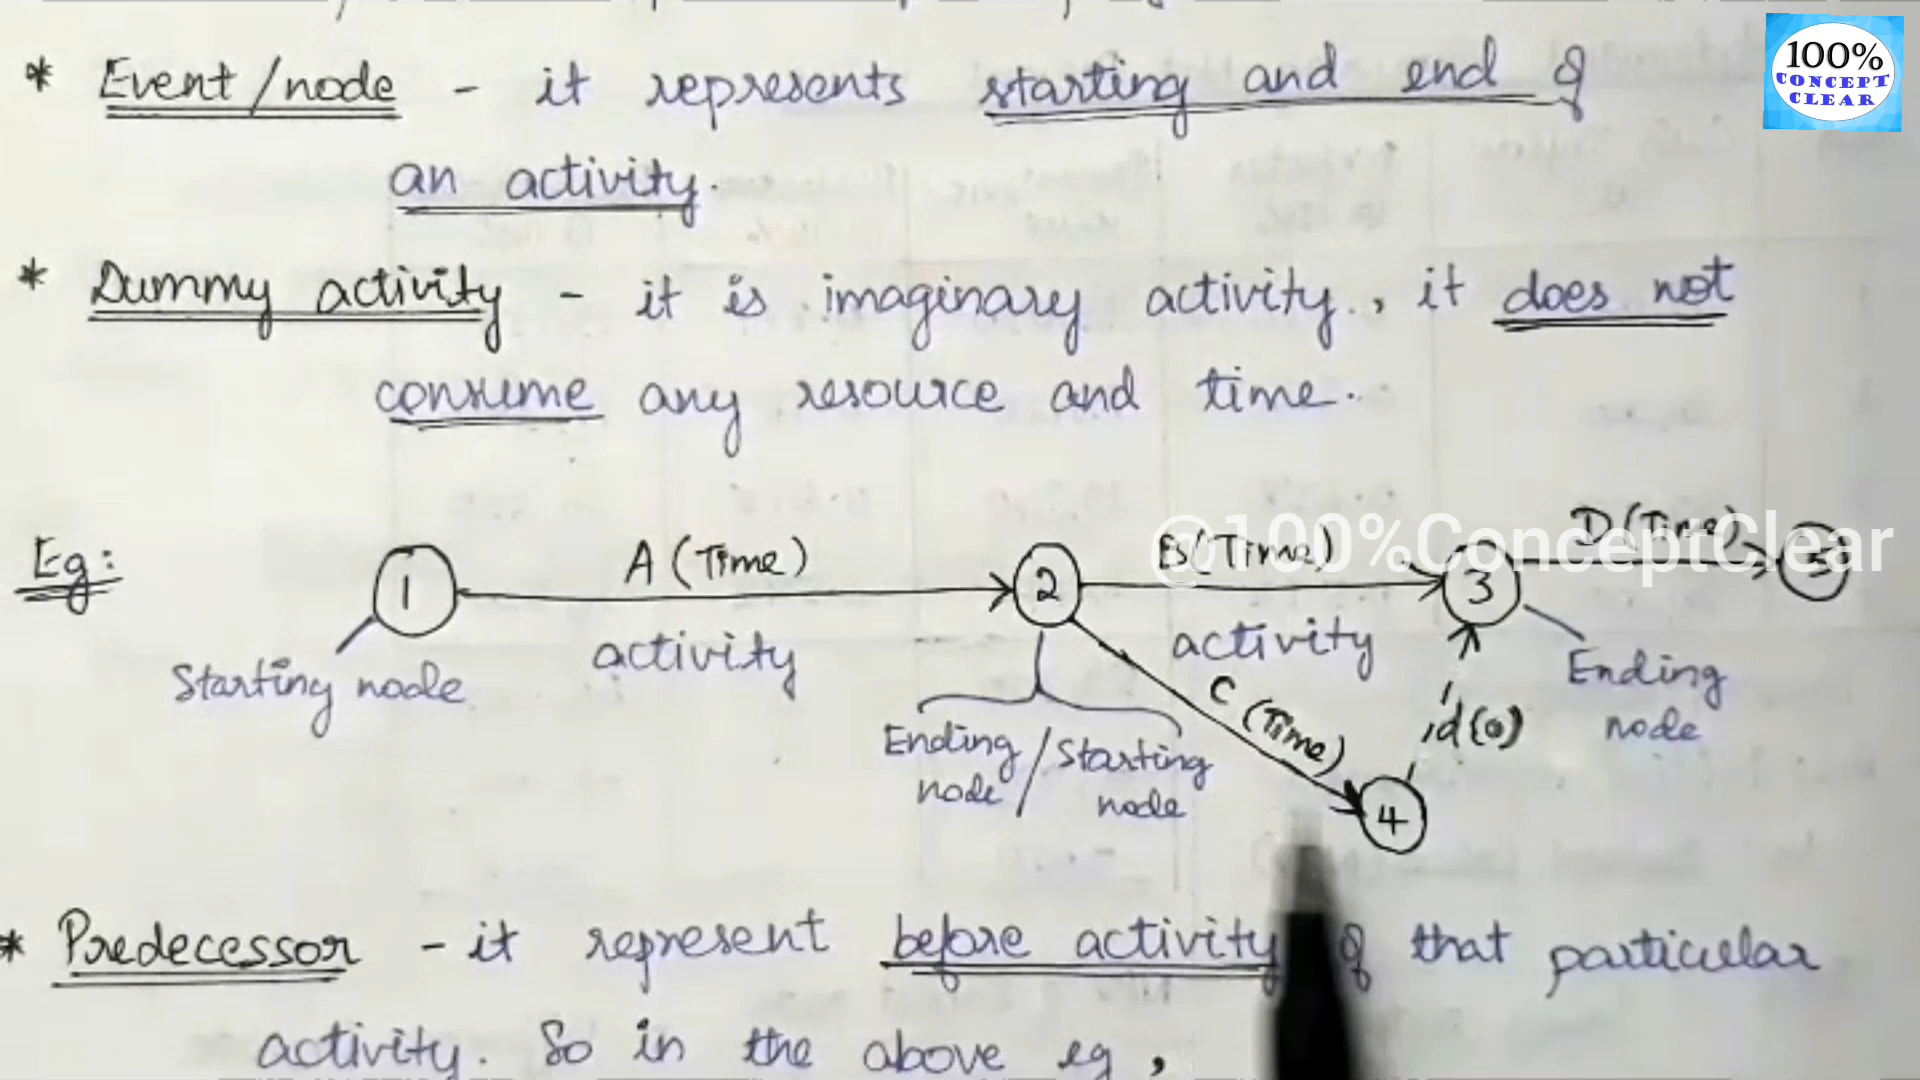 * Event/node - it represents starting and end of
an activity.
* Dummy activity - it is imaginary activity, it does not
consume any resource and time.
Eg:
1
A (Time)
activity
2
B (Time)
activity
3
D (Time)
5
Starting node
Ending node / Starting node
C (Time)
d(0)
4
Ending node
* Predecessor - it represent before activity of that particular
activity. So in the above eg,
100%
CONCEPT
CLEAR
@100%ConceptClear